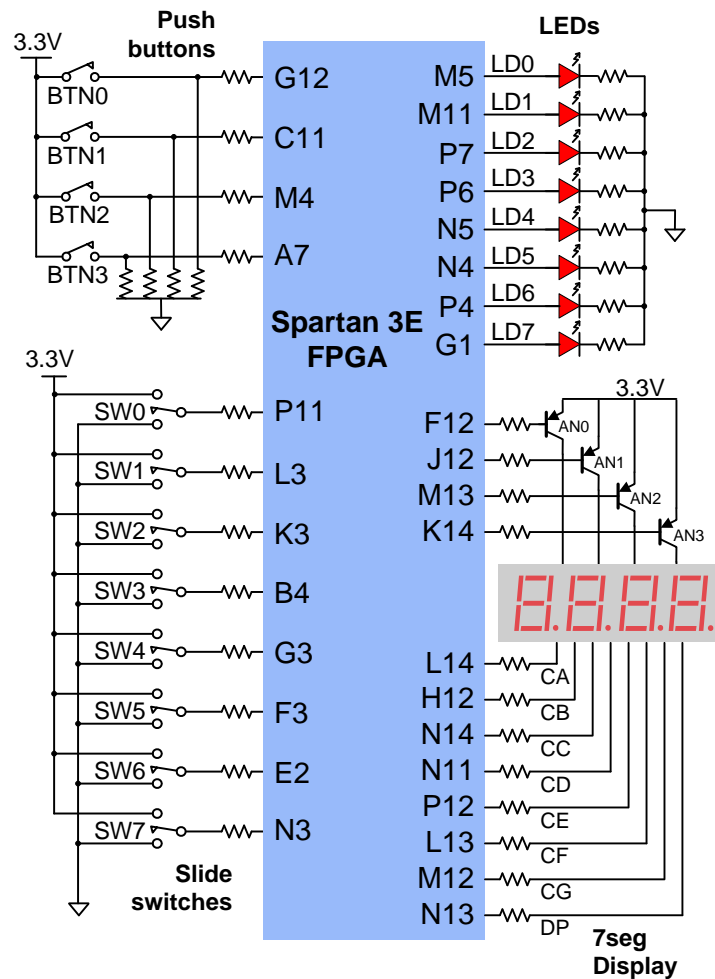 Push
buttons
3.3V
BTN0
BTN1
BTN2
BTN3
G12
C11
M4
A7
Spartan 3E
FPGA
LEDs
M5
LD0
M11
LD1
P7
LD2
P6
LD3
N5
LD4
N4
LD5
P4
LD6
G1
LD7
3.3V
SW0
P11
SW1
L3
SW2
K3
SW3
B4
SW4
G3
SW5
F3
SW6
E2
SW7
N3
Slide
switches
3.3V
F12
AN0
J12
AN1
M13
AN2
K14
AN3
8.8.8.8.
L14
CA
H12
CB
N14
CC
N11
CD
P12
CE
L13
CF
M12
CG
N13
DP
7seg
Display